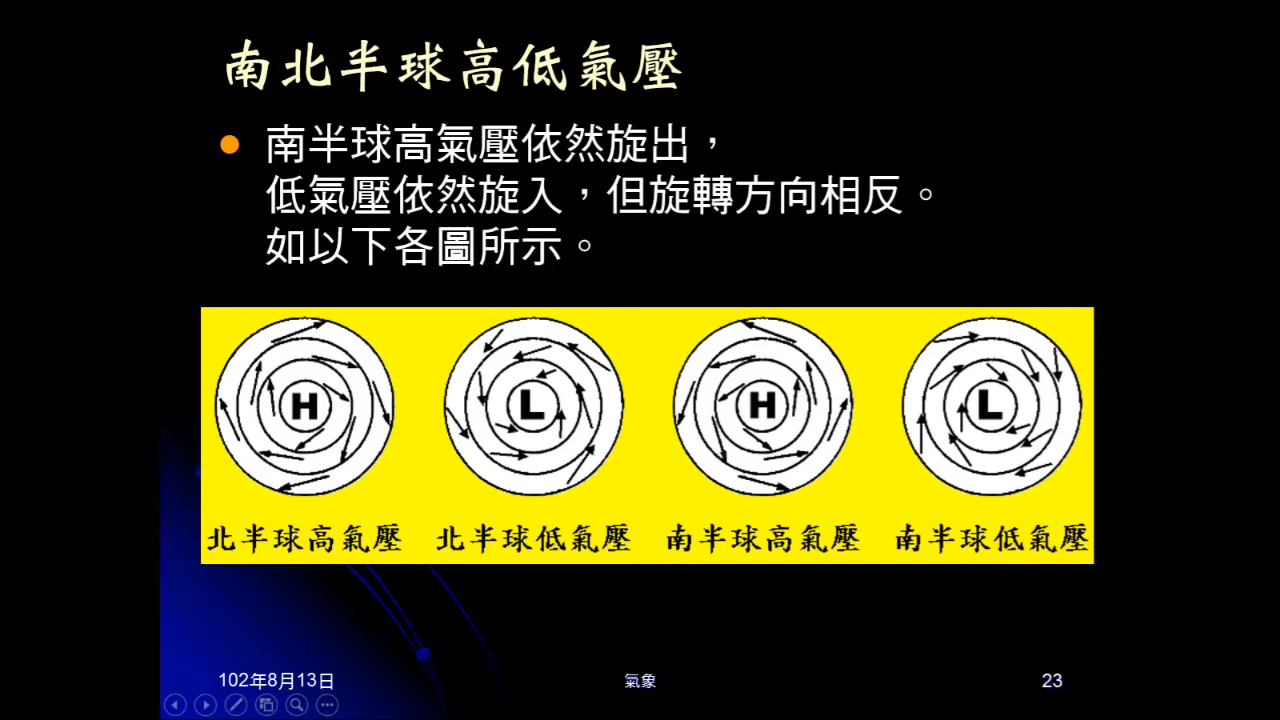 南北半球高低氣壓
南半球高氣壓依然旋出，
低氣壓依然旋入，但旋轉方向相反。
如以下各圖所示。
H L H L
北半球高氣壓 北半球低氣壓 南半球高氣壓 南半球低氣壓
102年8月13日 氣象 23